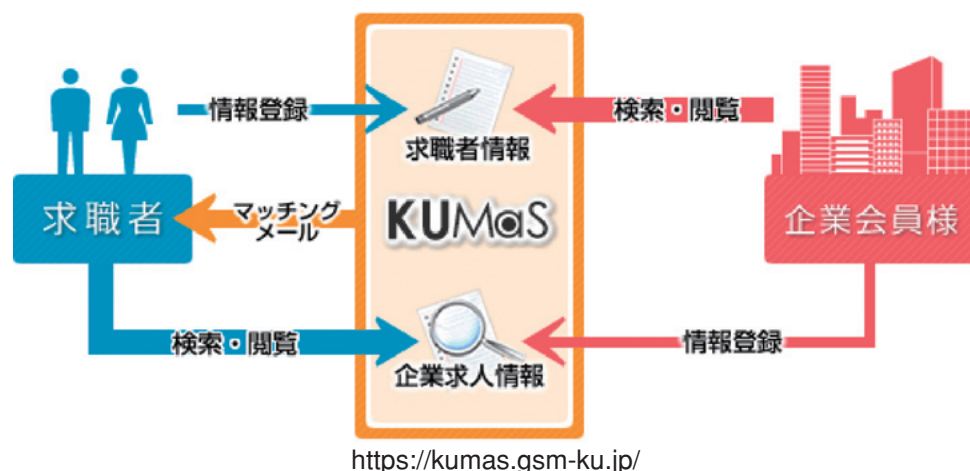 情報登録
検索・閲覧
求職者情報
求職者
マッチング
メール
KUMaS
企業会員様
検索・閲覧
情報登録
企業求人情報
https://kumas.gsm-ku.jp/